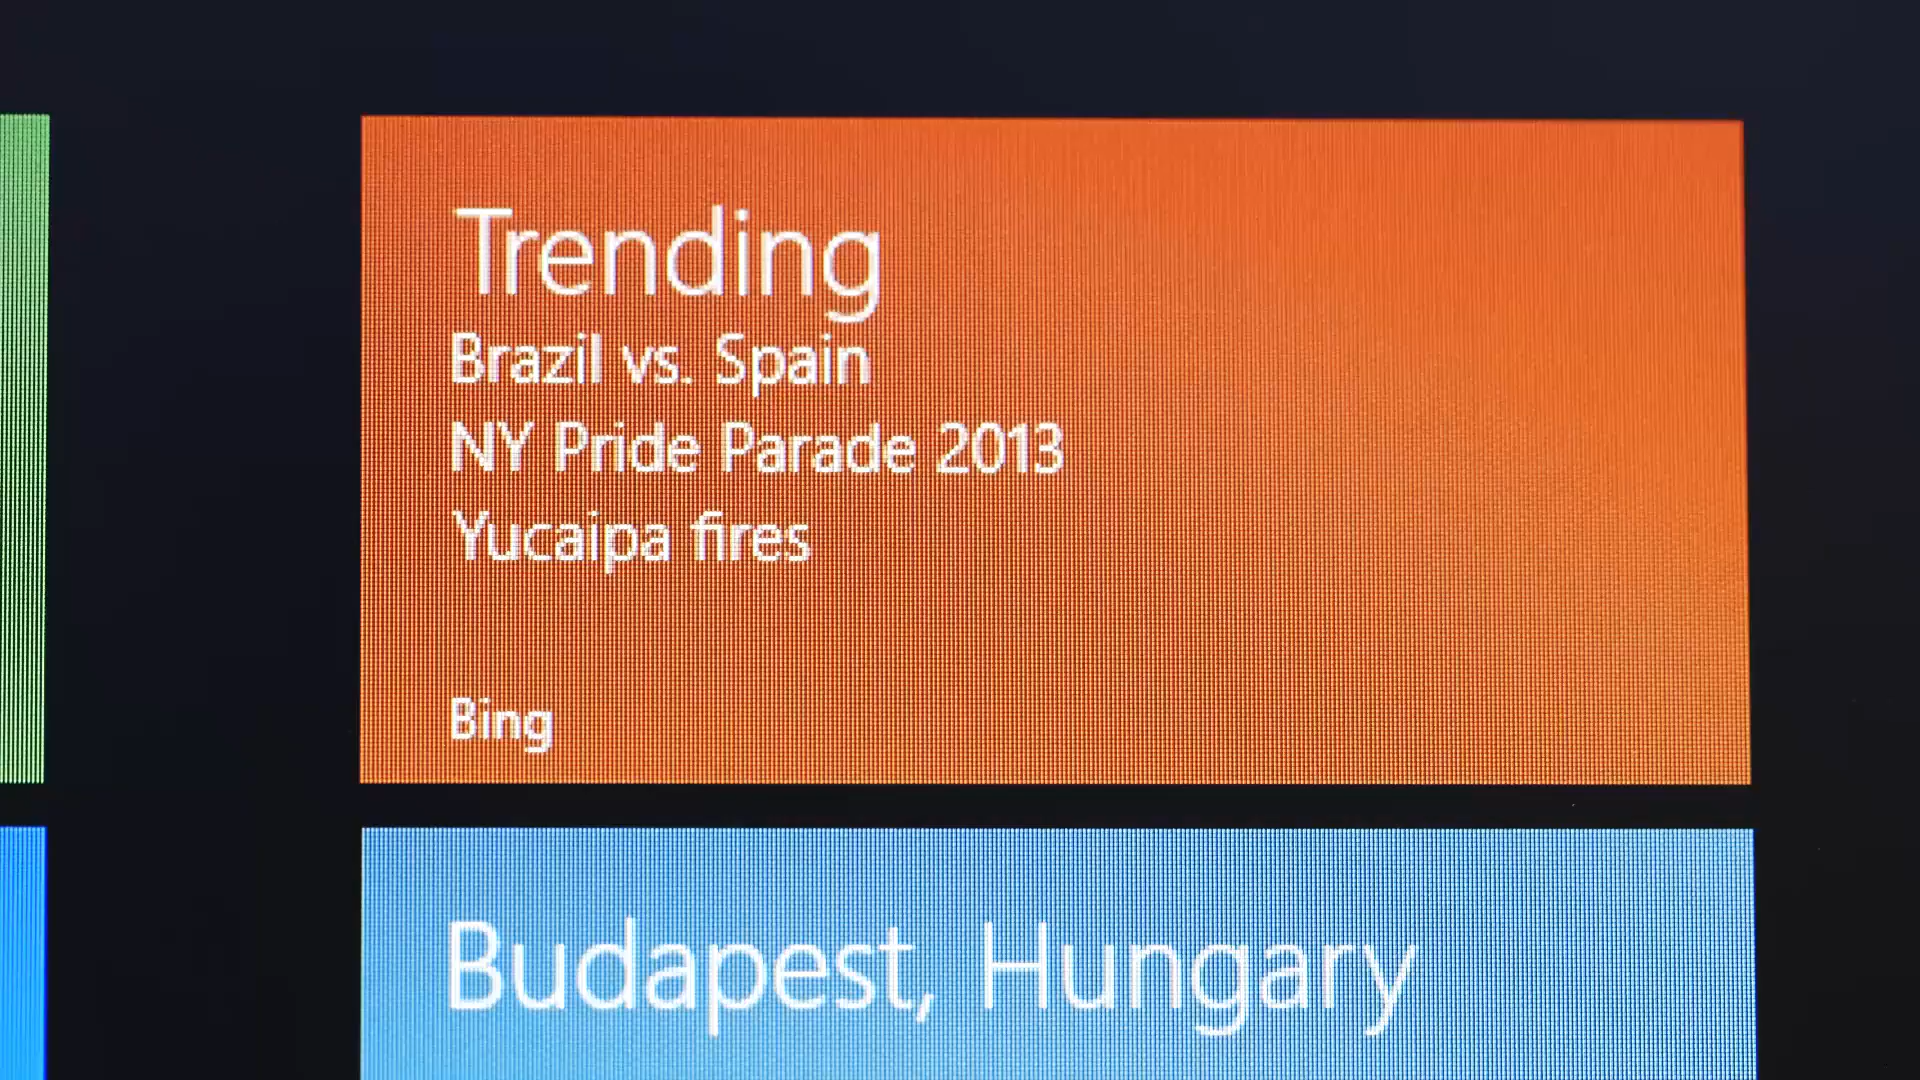 Trending
Brazil vs. Spain
NY Pride Parade 2013
Yucaipa fires
Bing
Budapest, Hungary